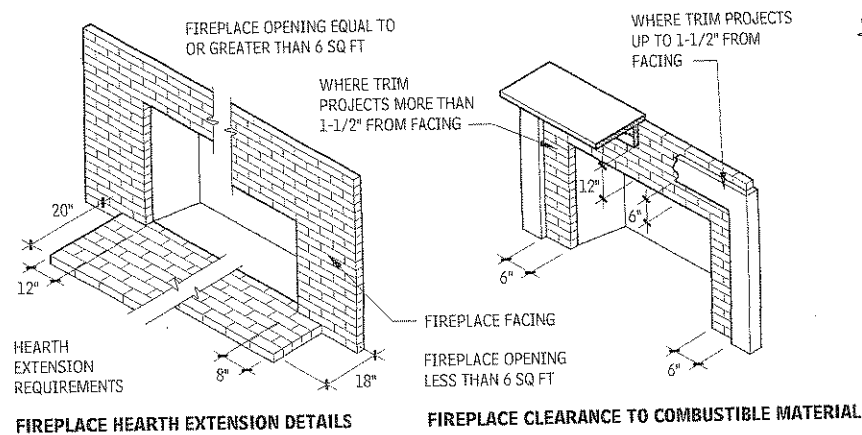 FIREPLACE OPENING EQUAL TO
OR GREATER THAN 6 SQ FT
WHERE TRIM
PROJECTS MORE THAN
1-1/2" FROM FACING
WHERE TRIM PROJECTS
UP TO 1-1/2" FROM
FACING
20"
12"
12"
6"
6"
6"
8"
18"
FIREPLACE FACING
HEARTH
EXTENSION
REQUIREMENTS
FIREPLACE OPENING
LESS THAN 6 SQ FT
FIREPLACE HEARTH EXTENSION DETAILS
FIREPLACE CLEARANCE TO COMBUSTIBLE MATERIAL